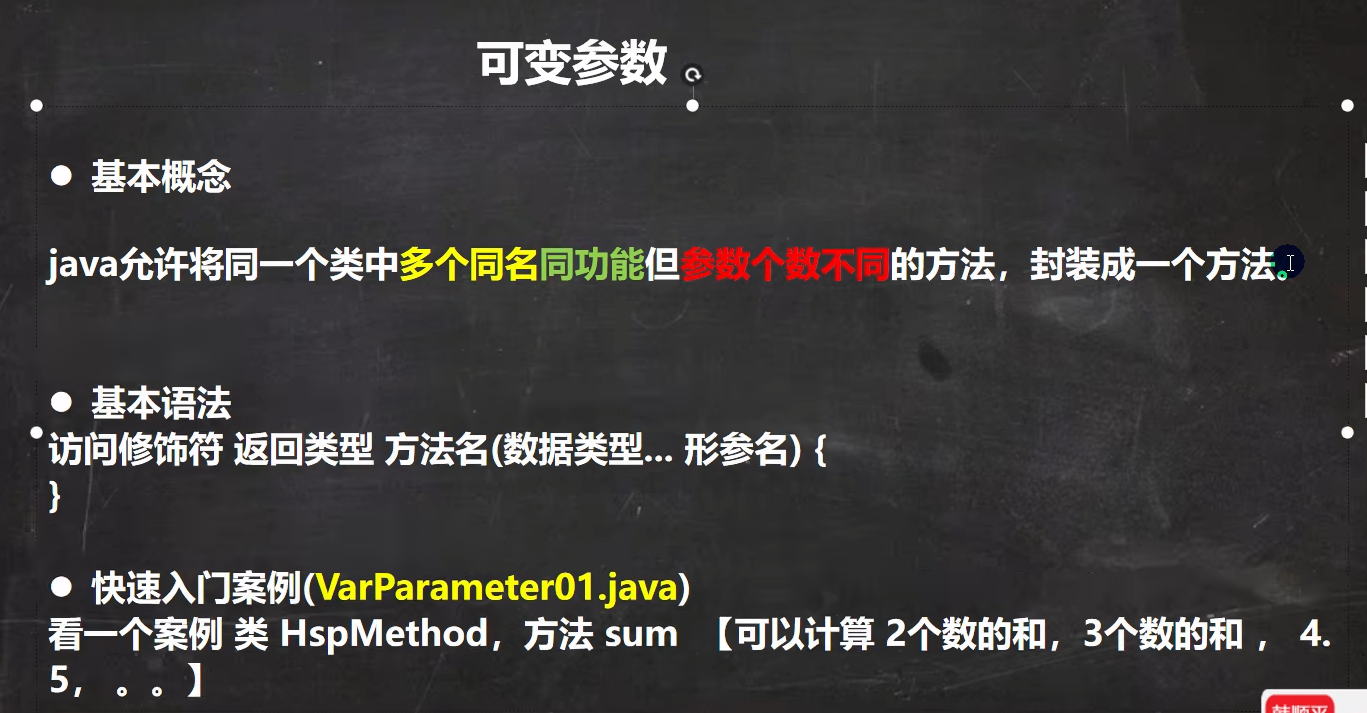 可变参数
● 基本概念
java允许将同一个类中多个同名同功能但参数个数不同的方法，封装成一个方法。
● 基本语法
访问修饰符 返回类型 方法名(数据类型... 形参名) {
}
● 快速入门案例(VarParameter01.java)
看一个案例 类 HspMethod，方法 sum 【可以计算 2个数的和，3个数的和 ， 4.
5， 。。】
韩顺平